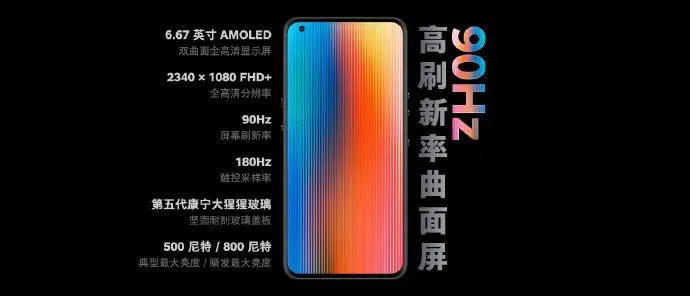 6.67 英寸 AMOLED
双曲面全高清显示屏
2340 × 1080 FHD+
全高清分辨率
90Hz
屏幕刷新率
180Hz
触控采样率
第五代康宁大猩猩玻璃
坚固耐刮玻璃盖板
500 尼特 / 800 尼特
典型最大亮度 / 瞬发最大亮度
90Hz
高刷新率曲面屏